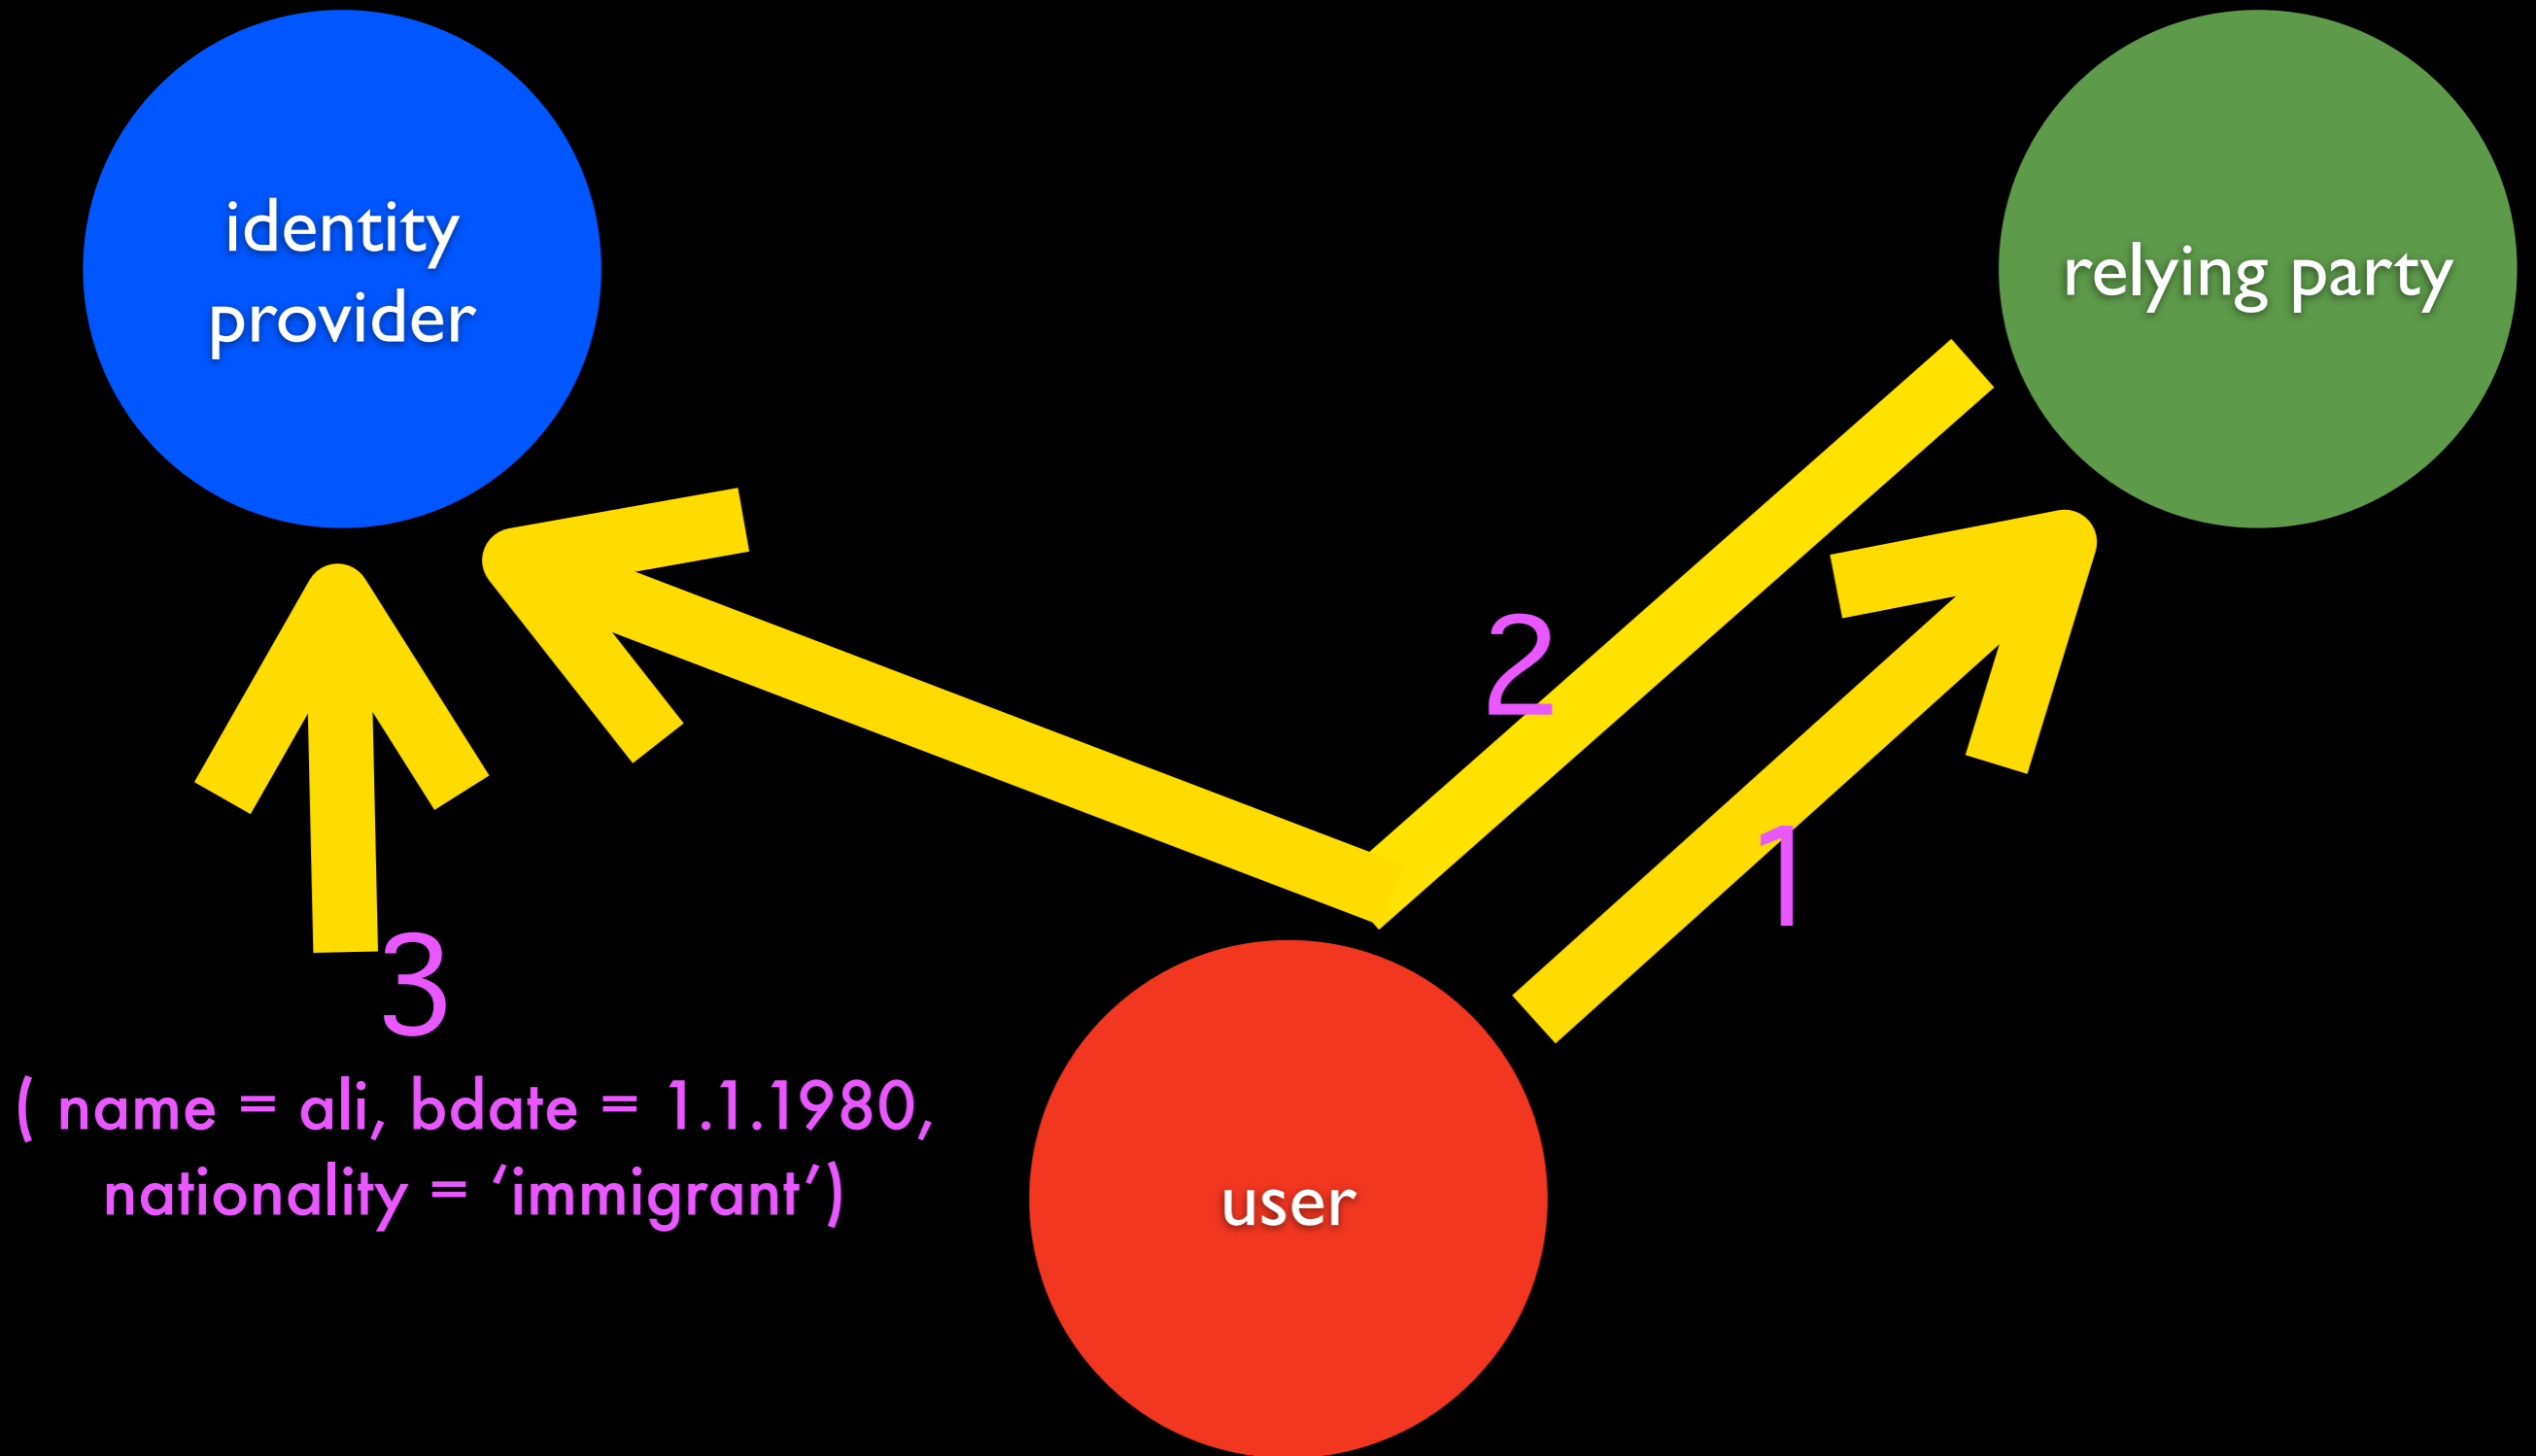 identity
provider
relying party
2
1
3
( name = ali, bdate = 1.1.1980,
nationality = ‘immigrant’)
user